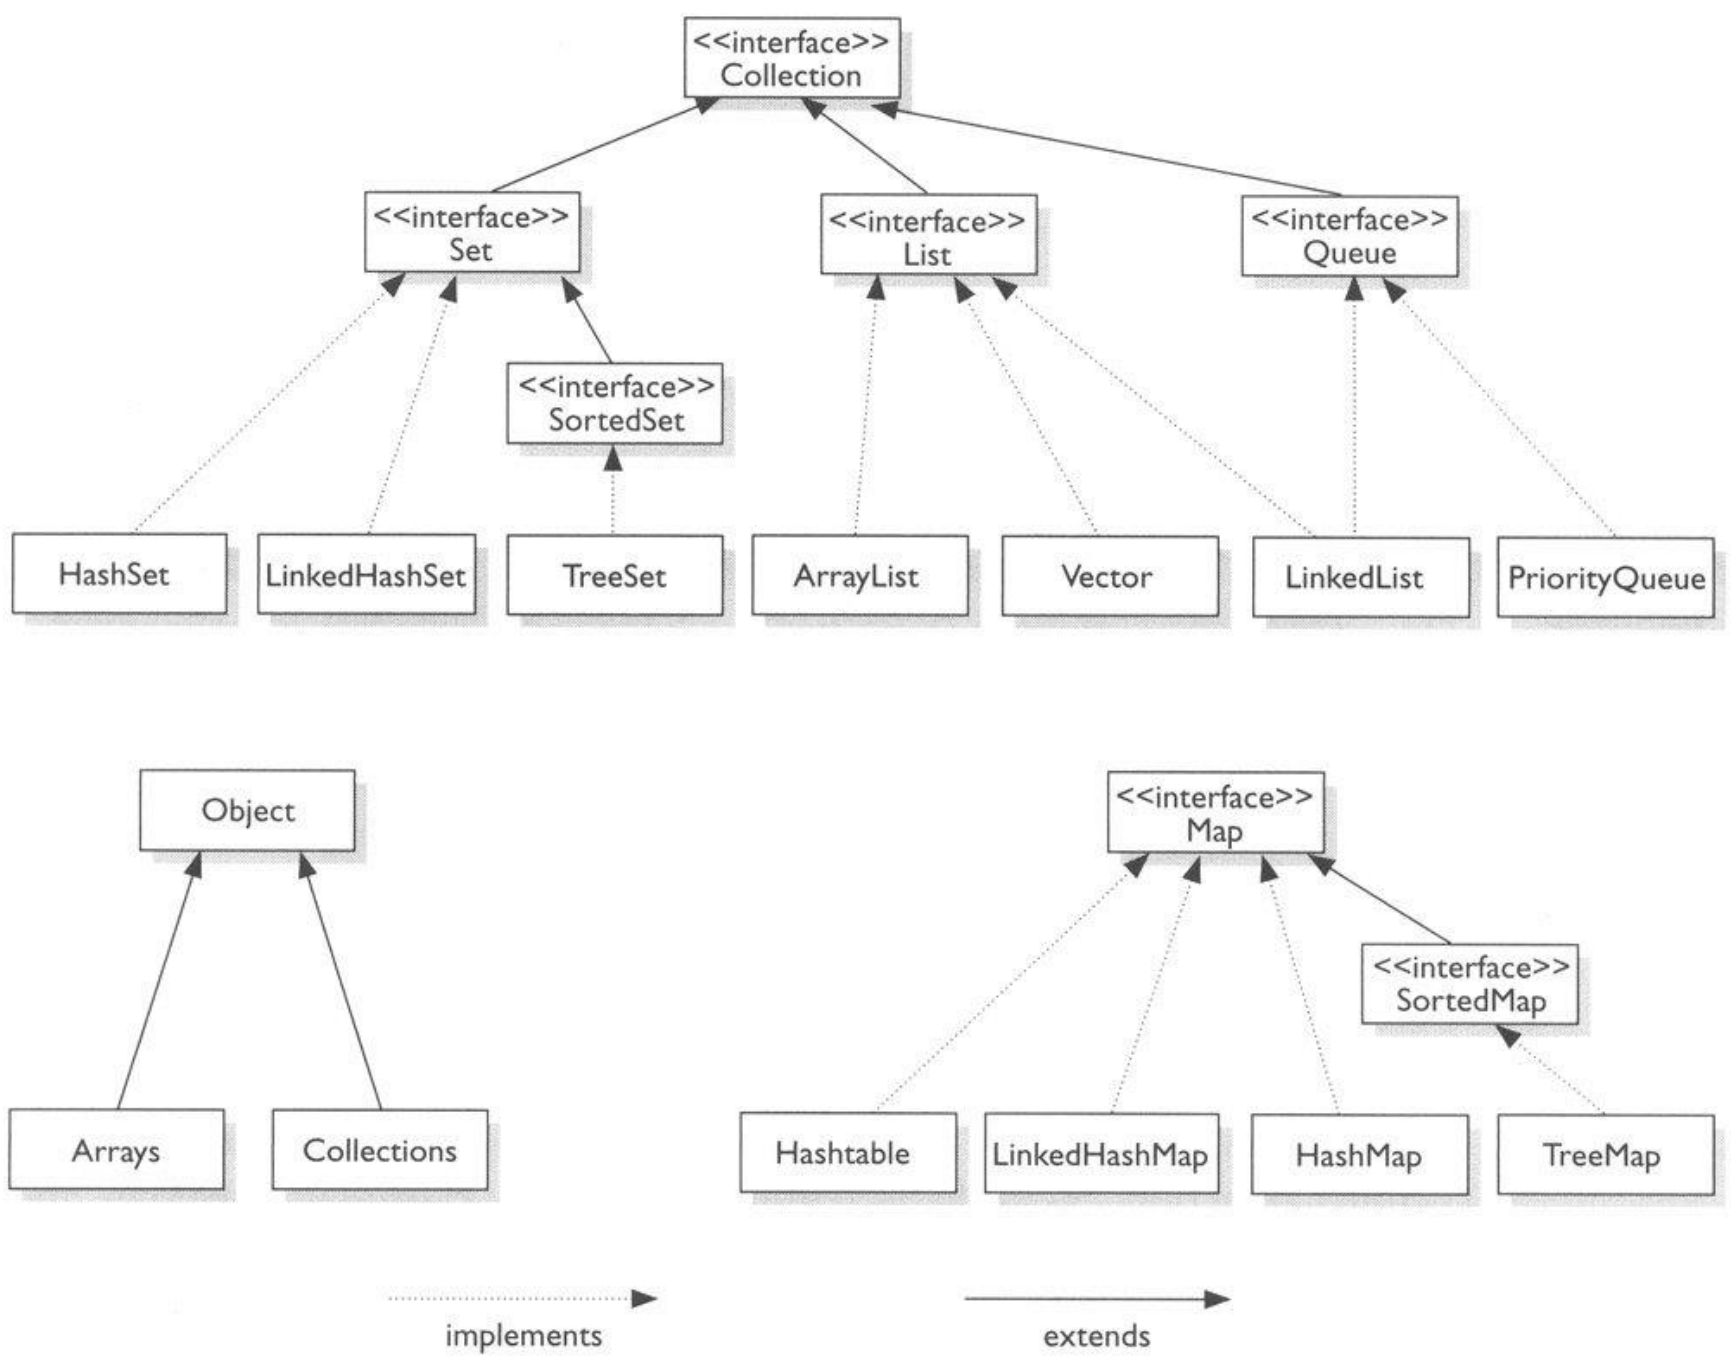 <<interface>>
Collection
<<interface>>
Set
<<interface>>
List
<<interface>>
Queue
<<interface>>
SortedSet
HashSet
LinkedHashSet
TreeSet
ArrayList
Vector
LinkedList
PriorityQueue
Object
<<interface>>
Map
<<interface>>
SortedMap
Arrays
Collections
Hashtable
LinkedHashMap
HashMap
TreeMap
implements
extends